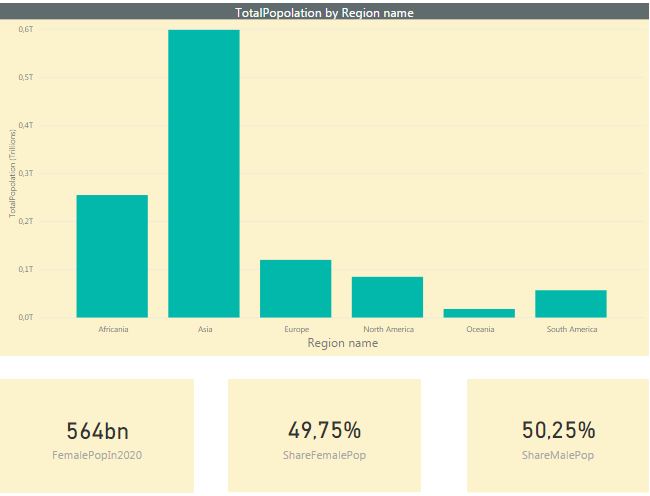 TotalPopolation by Region name
0,6T
0,5T
0,4T
0,3T
0,2T
0,1T
0,0T
TotalPopolation (Trillions)
Africania Asia Europe North America Oceania South America
Region name
564bn
FemalePopIn2020
49,75%
ShareFemalePop
50,25%
ShareMalePop